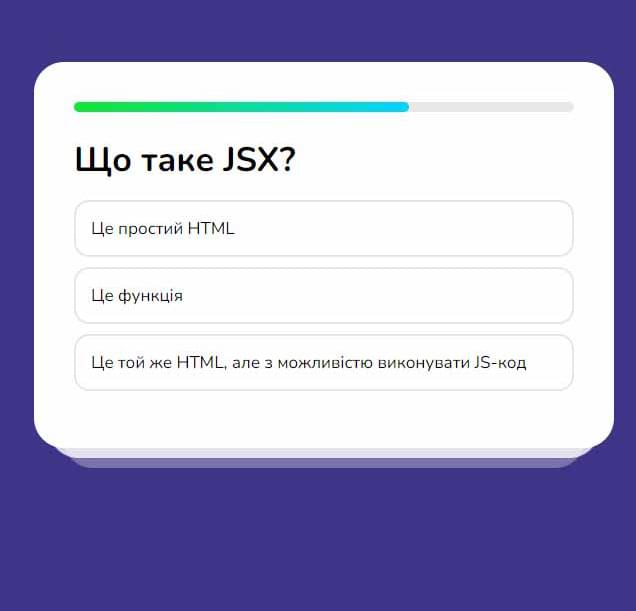 Що таке JSX?
Це простий HTML
Це функція
Це той же HTML, але з можливістю виконувати JS-код